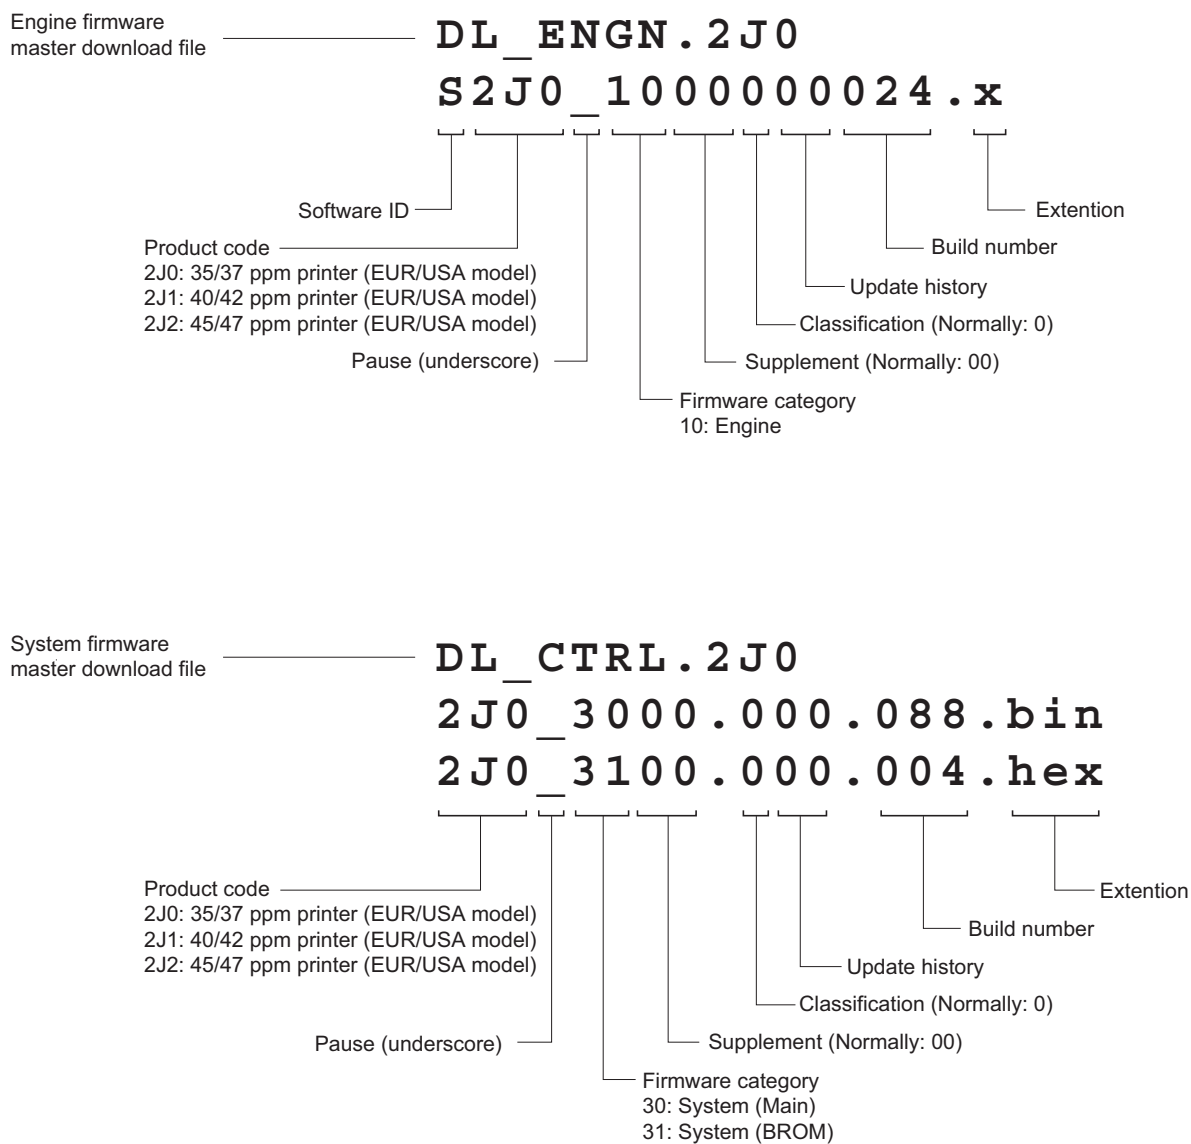 Engine firmware
master download file
DL_ENGN.2J0
S2J0_1000000024.x
Software ID
Extention
Product code
Build number
2J0: 35/37 ppm printer (EUR/USA model)
Update history
2J1: 40/42 ppm printer (EUR/USA model)
2J2: 45/47 ppm printer (EUR/USA model)
Classification (Normally: 0)
Pause (underscore)
Supplement (Normally: 00)
Firmware category
10: Engine
System firmware
master download file
DL_CTRL.2J0
2J0_3000.000.088.bin
2J0_3100.000.004.hex
Product code
Extention
2J0: 35/37 ppm printer (EUR/USA model)
Build number
2J1: 40/42 ppm printer (EUR/USA model)
2J2: 45/47 ppm printer (EUR/USA model)
Update history
Classification (Normally: 0)
Pause (underscore)
Supplement (Normally: 00)
Firmware category
30: System (Main)
31: System (BROM)